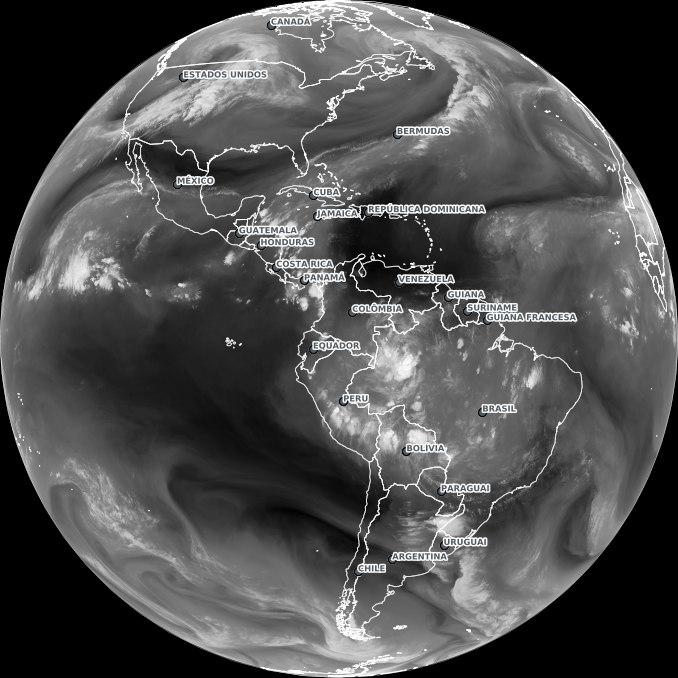 CANADÁ
ESTADOS UNIDOS
BERMUDAS
MÉXICO
CUBA
REPÚBLICA DOMINICANA
JAMAICA
GUATEMALA
HONDURAS
COSTA RICA
PANAMÁ
VENEZUELA
GUIANA
SURINAME
COLÔMBIA
GUIANA FRANCESA
EQUADOR
PERU
BRASIL
BOLÍVIA
PARAGUAI
URUGUAI
ARGENTINA
CHILE